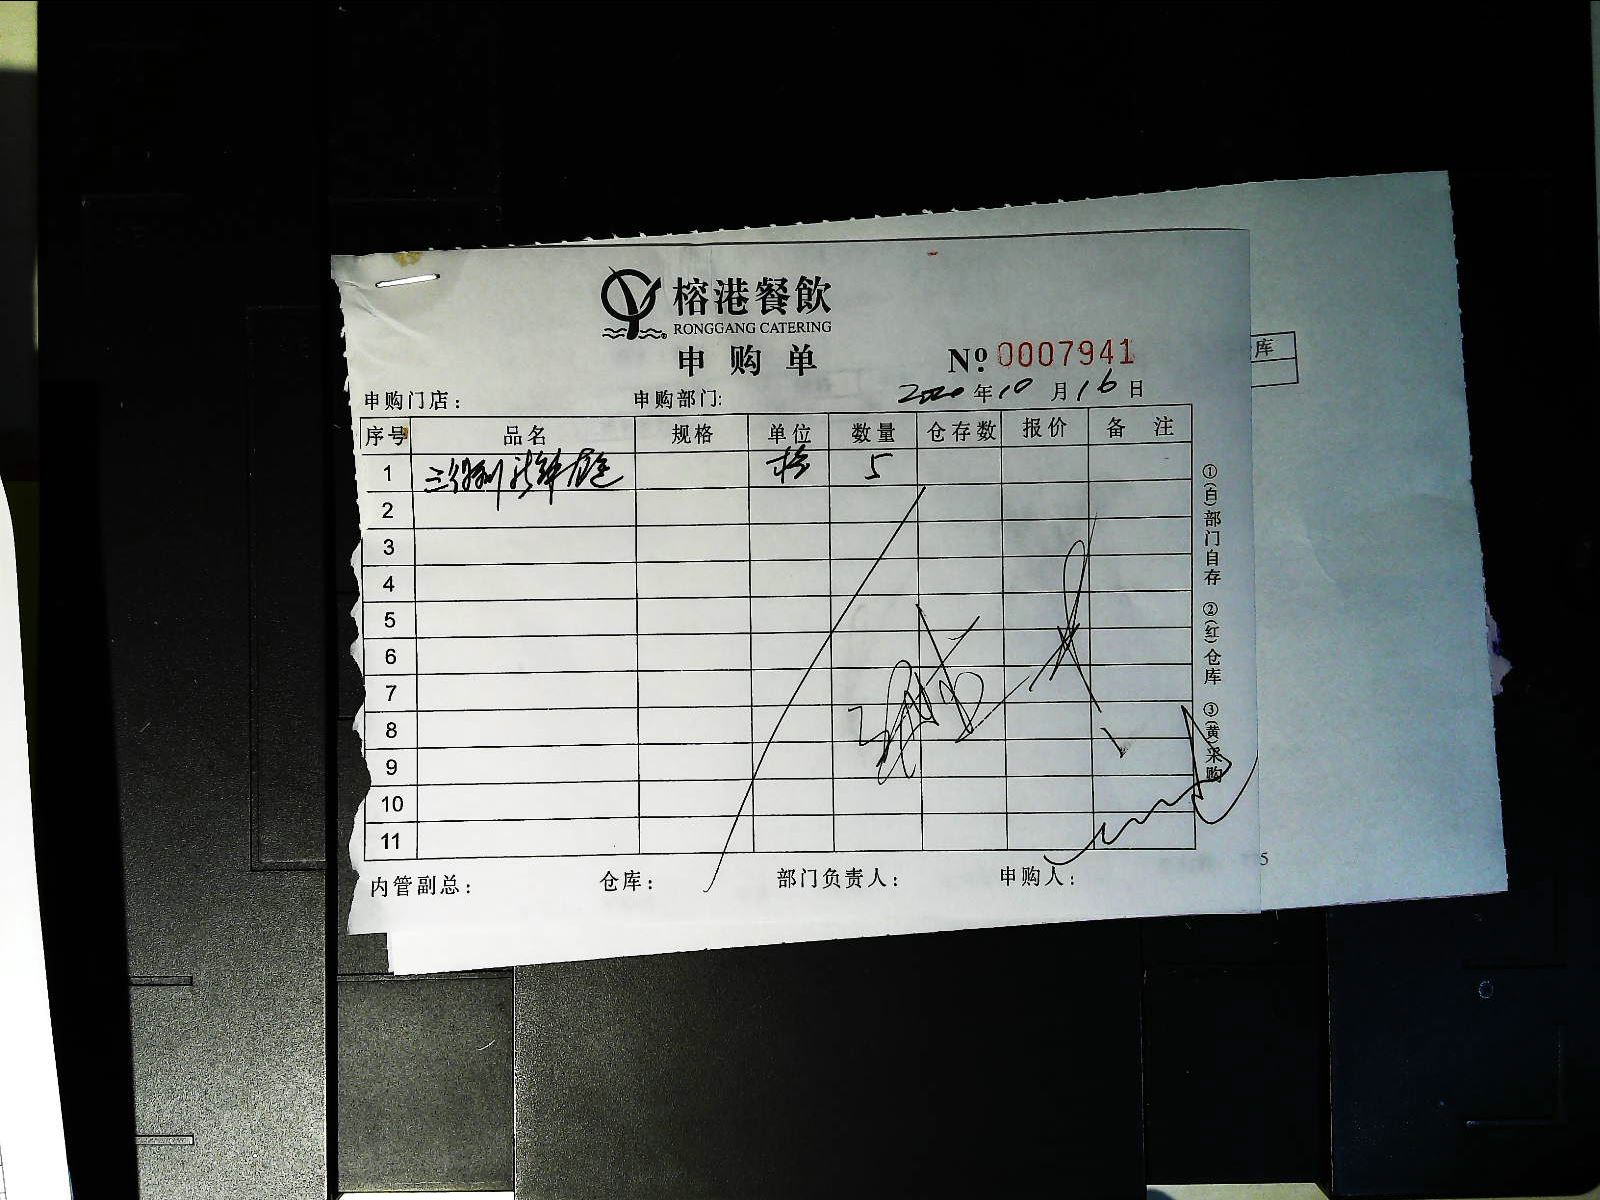 榕港餐飲
RONGGANG CATERING
申购单
Nº: 0007941
申购门店: 申购部门: 2020年10月16日
序号 品名 规格 单位 数量 仓存数 报价 备注
1 5
2
3
4
5
6
7
8
9
10
11
内管副总: 仓库: 部门负责人: 申购人:
①(白)部门自存 ②(红)仓库 ③(黄)采购
库
5